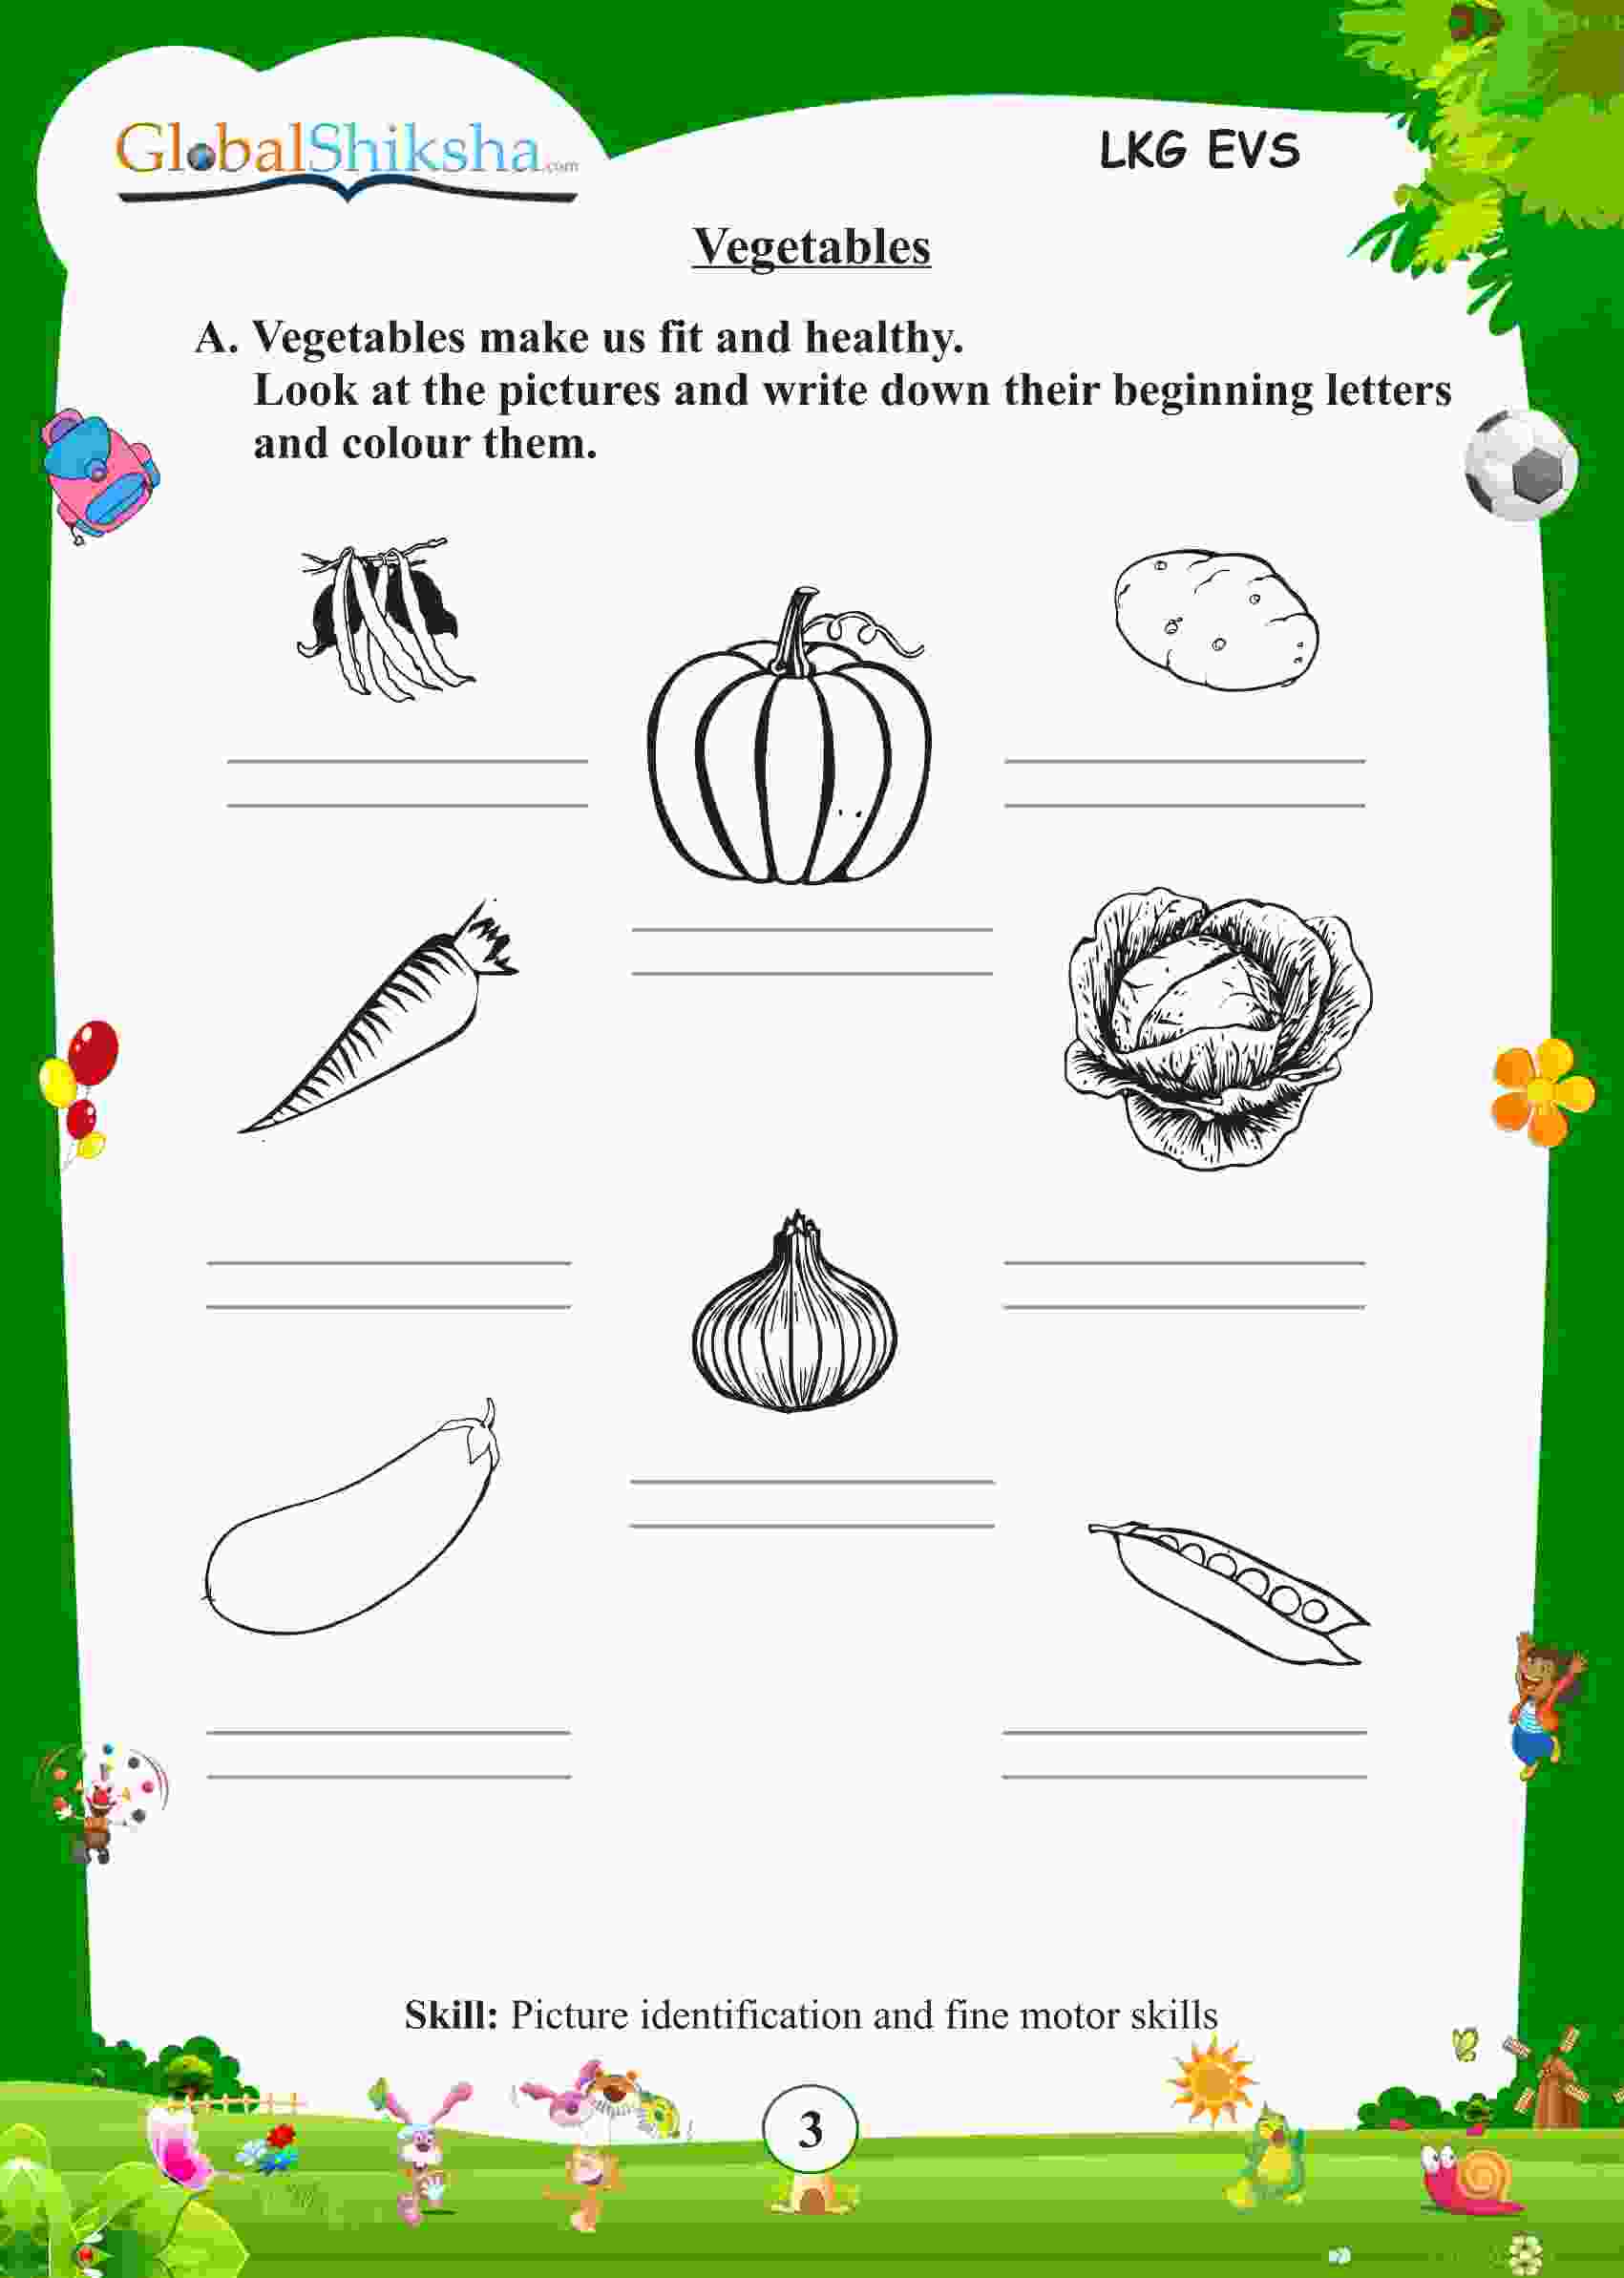 GlobalShiksha.com
LKG EVS
Vegetables
A. Vegetables make us fit and healthy.
Look at the pictures and write down their beginning letters
and colour them.
Skill: Picture identification and fine motor skills
3